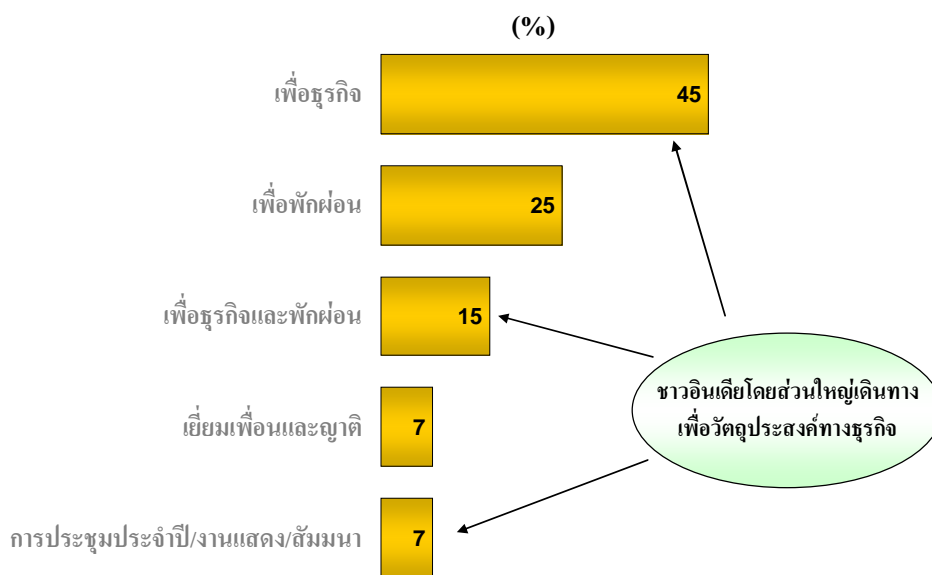 (%)
เพื่อธุรกิจ
45
เพื่อพักผ่อน
25
เพื่อธุรกิจและพักผ่อน
15
เยี่ยมเพื่อนและญาติ
7
การประชุมประจำปี/งานแสดง/สัมมนา
7
ชาวอินเดียโดยส่วนใหญ่เดินทาง
เพื่อวัตถุประสงค์ทางธุรกิจ